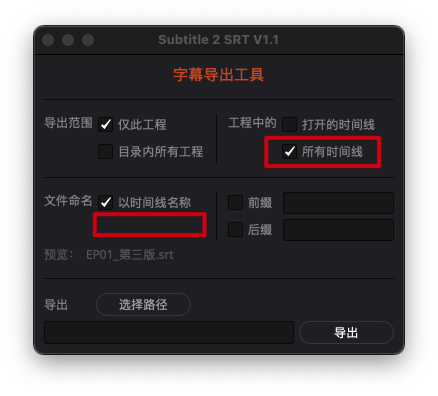 Subtitle 2 SRT V1.1
字幕导出工具
导出范围 仅此工程 工程中的 打开的时间线
目录内所有工程 所有时间线
文件命名 以时间线名称 前缀
后缀
预览： EP01_第三版.srt
导出 选择路径
导出